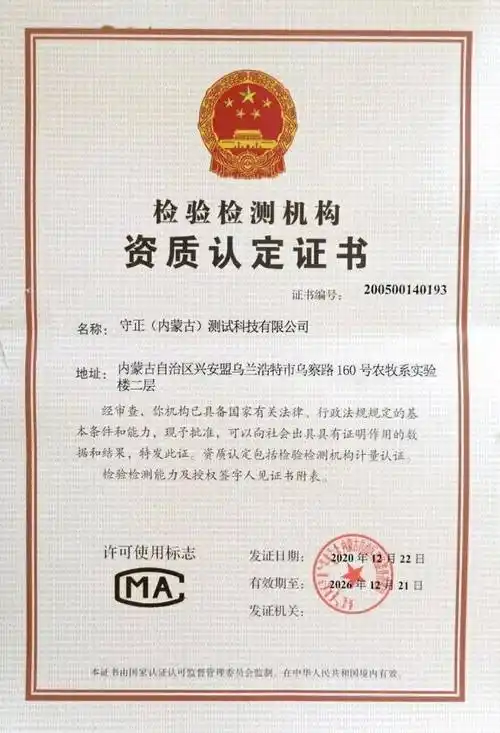 检验检测机构
资质认定证书
证书编号：200500140193
名称：守正（内蒙古）测试科技有限公司
地址：内蒙古自治区兴安盟乌兰浩特市乌察路160号农牧系实验
楼二层
经审查，你机构已具备国家有关法律、行政法规规定的基
本条件和能力，现予批准，可以向社会出具具有证明作用的数
据和结果，特发此证。资质认定包括检验检测机构计量认证。
检验检测能力及授权签字人见证书附表。
许可使用标志
MA
发证日期：2020年12月22日
有效期至：2026年12月21日
发证机关：
本证书由国家认证认可监督管理委员会监制，在中华人民共和国境内有效。